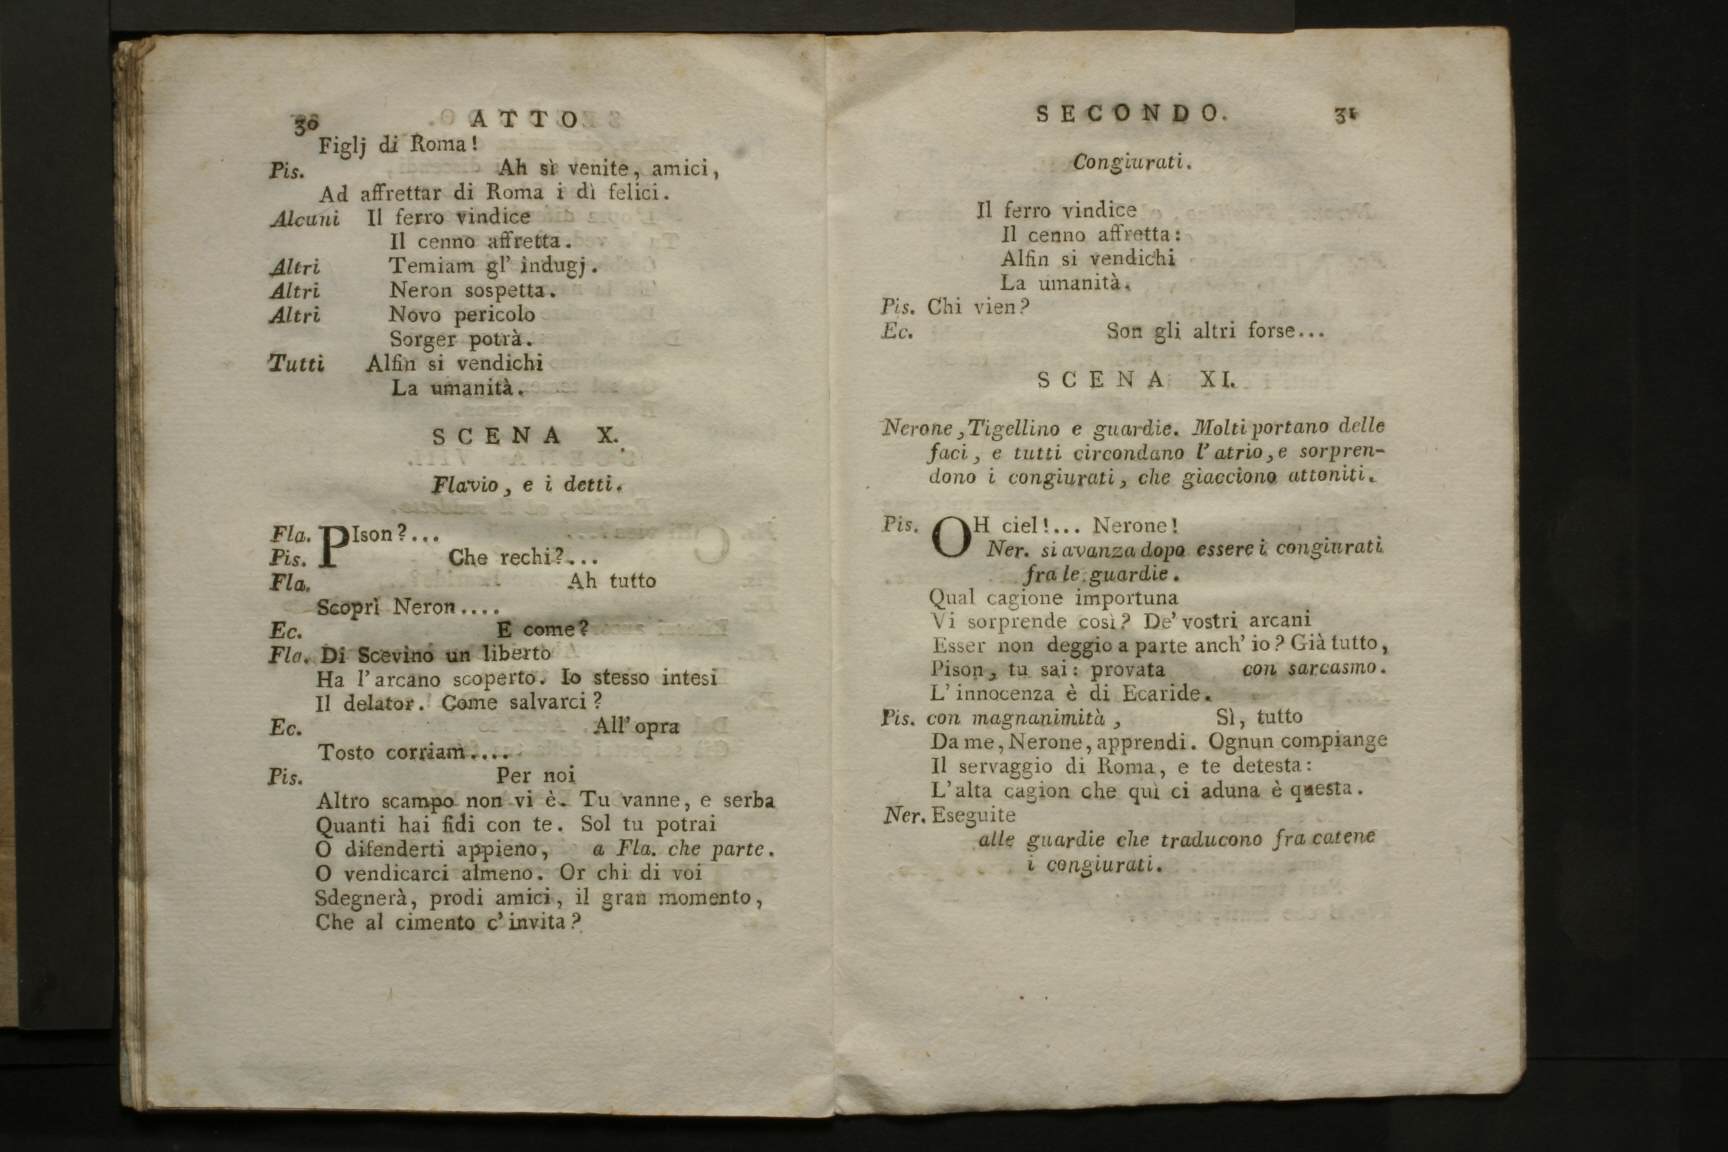 30 ATTO
Figlj di Roma!
Pis. Ah sì venite, amici,
Ad affrettar di Roma i dì felici.
Alcuni Il ferro vindice
Il cenno affretta.
Altri Temiam gl' indugj.
Altri Neron sospetta.
Altri Novo pericolo
Sorger potrà.
Tutti Alfin si vendichi
La umanità.
SCENA X.
Flavio, e i detti.
Fla. PIson?...
Pis. Che rechi?...
Fla. Ah tutto
Scoprì Neron....
Ec. E come?
Fla. Di Scevino un liberto
Ha l'arcano scoperto. Io stesso intesi
Il delator. Come salvarci?
Ec. All'opra
Tosto corriam....
Pis. Per noi
Altro scampo non vi è. Tu vanne, e serba
Quanti hai fidi con te. Sol tu potrai
O difenderti appieno, a Fla. che parte.
O vendicarci almeno. Or chi di voi
Sdegnerà, prodi amici, il gran momento,
Che al cimento c'invita?
SECONDO. 31
Congiurati.
Il ferro vindice
Il cenno affretta:
Alfin si vendichi
La umanità.
Pis. Chi vien?
Ec. Son gli altri forse...
SCENA XI.
Nerone, Tigellino e guardie. Molti portano delle
faci, e tutti circondano l'atrio, e sorpren-
dono i congiurati, che giacciono attoniti.
Pis. OH ciel!... Nerone!
Ner. si avanza dopo essere i congiurati
fra le guardie.
Qual cagione importuna
Vi sorprende così? De' vostri arcani
Esser non deggio a parte anch' io? Già tutto,
Pison, tu sai: provata con sarcasmo.
L'innocenza è di Ecaride.
Pis. con magnanimità, Sì, tutto
Da me, Nerone, apprendi. Ognun compiange
Il servaggio di Roma, e te detesta:
L'alta cagion che quì ci aduna è questa.
Ner. Eseguite
alle guardie che traducono fra catene
i congiurati.